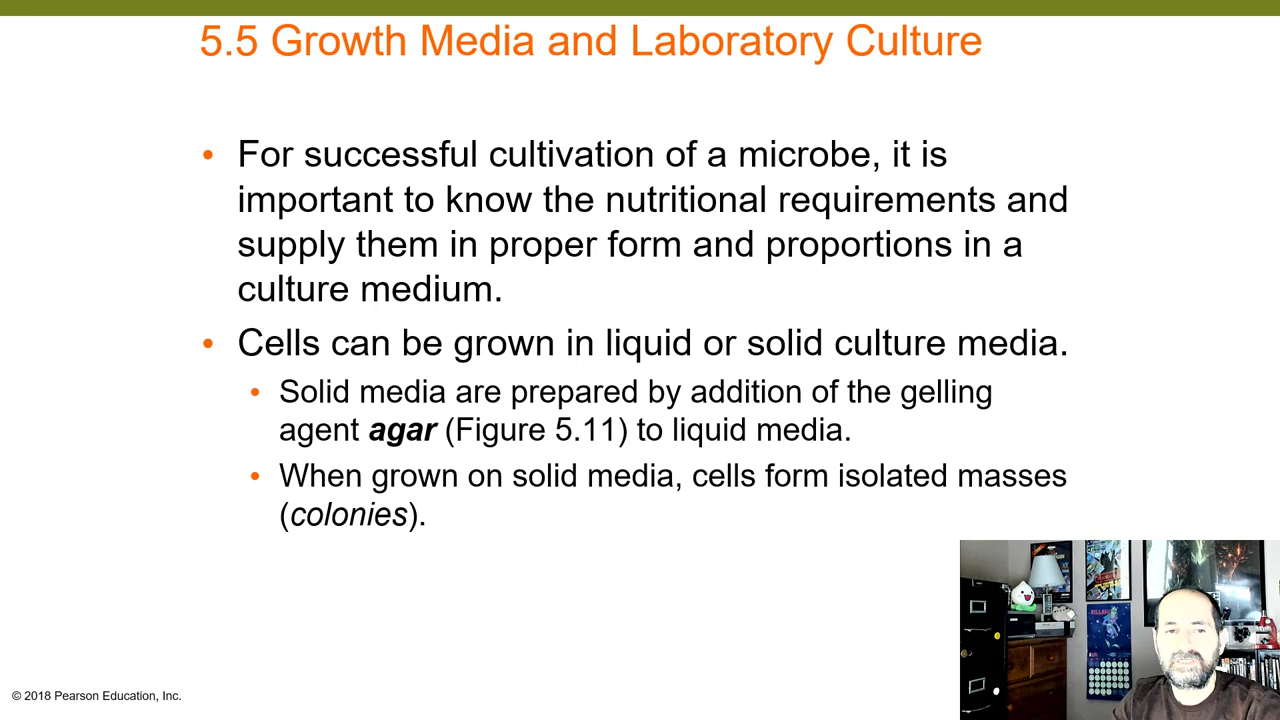 5.5 Growth Media and Laboratory Culture
• For successful cultivation of a microbe, it is
important to know the nutritional requirements and
supply them in proper form and proportions in a
culture medium.
• Cells can be grown in liquid or solid culture media.
• Solid media are prepared by addition of the gelling
agent agar (Figure 5.11) to liquid media.
• When grown on solid media, cells form isolated masses
(colonies).
© 2018 Pearson Education, Inc.